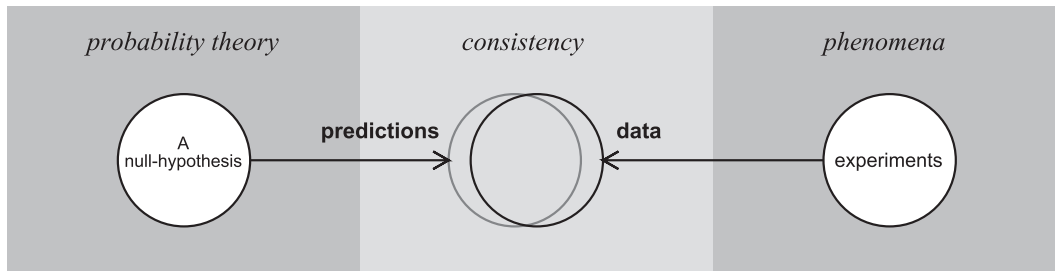 probability theory
consistency
phenomena
predictions
data
A
null-hypothesis
experiments